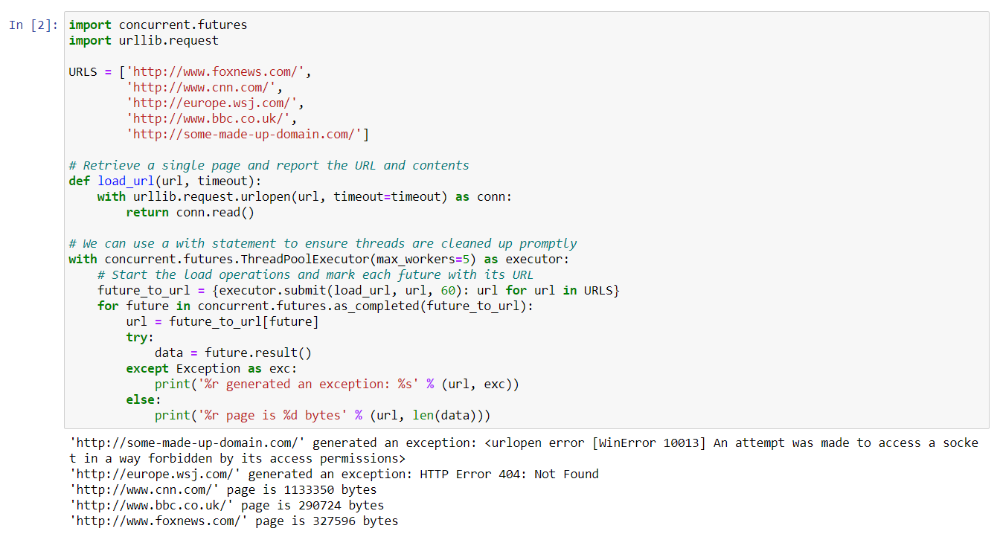 In [2]: import concurrent.futures
import urllib.request
URLS = ['http://www.foxnews.com/',
'http://www.cnn.com/',
'http://europe.wsj.com/',
'http://www.bbc.co.uk/',
'http://some-made-up-domain.com/']
# Retrieve a single page and report the URL and contents
def load_url(url, timeout):
with urllib.request.urlopen(url, timeout=timeout) as conn:
return conn.read()
# We can use a with statement to ensure threads are cleaned up promptly
with concurrent.futures.ThreadPoolExecutor(max_workers=5) as executor:
# Start the load operations and mark each future with its URL
future_to_url = {executor.submit(load_url, url, 60): url for url in URLS}
for future in concurrent.futures.as_completed(future_to_url):
url = future_to_url[future]
try:
data = future.result()
except Exception as exc:
print('%r generated an exception: %s' % (url, exc))
else:
print('%r page is %d bytes' % (url, len(data)))
'http://some-made-up-domain.com/' generated an exception: <urlopen error [WinError 10013] An attempt was made to access a socke
t in a way forbidden by its access permissions>
'http://europe.wsj.com/' generated an exception: HTTP Error 404: Not Found
'http://www.cnn.com/' page is 1133350 bytes
'http://www.bbc.co.uk/' page is 290724 bytes
'http://www.foxnews.com/' page is 327596 bytes